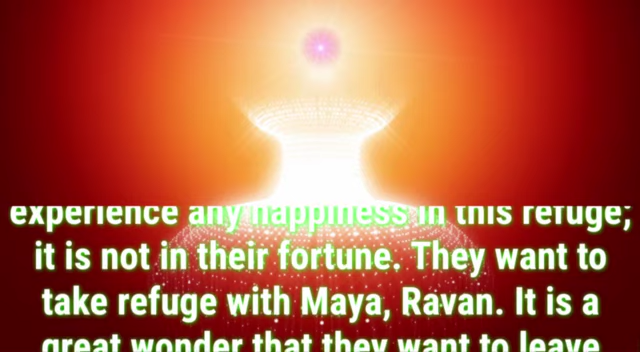 experience any happiness in this refuge;
it is not in their fortune. They want to
take refuge with Maya, Ravan. It is a
great wonder that they want to leave